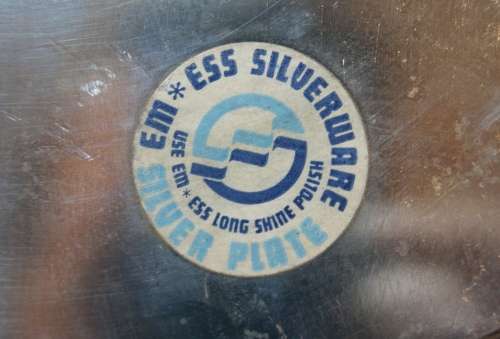 EM*ESS SILVERWARE
USE EM*ESS LONG SHINE POLISH
SILVER PLATE